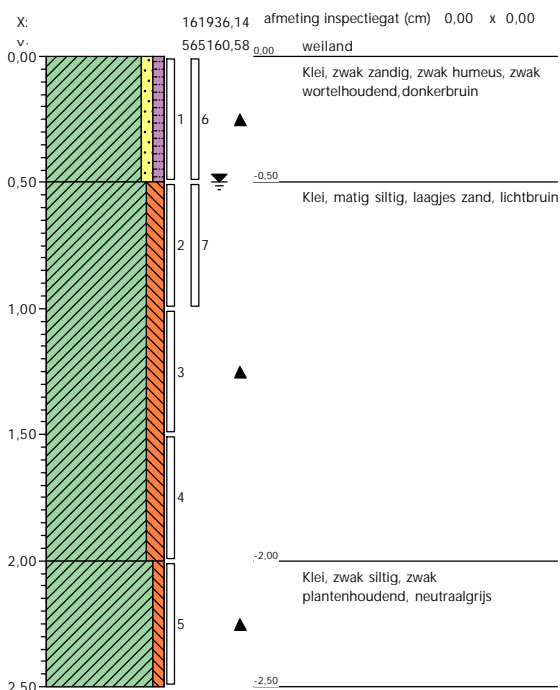 X: 161936,14 afmeting inspectiegat (cm) 0,00 x 0,00
Y: 565160,58
0,00 0,00 weiland
Klei, zwak zandig, zwak humeus, zwak
wortelhoudend, donkerbruin
1 6
0,50 -0,50
Klei, matig siltig, laagjes zand, lichtbruin
2 7
1,00
3
1,50
4
2,00 -2,00
Klei, zwak siltig, zwak
plantenhoudend, neutraalgrijs
5
2,50 -2,50